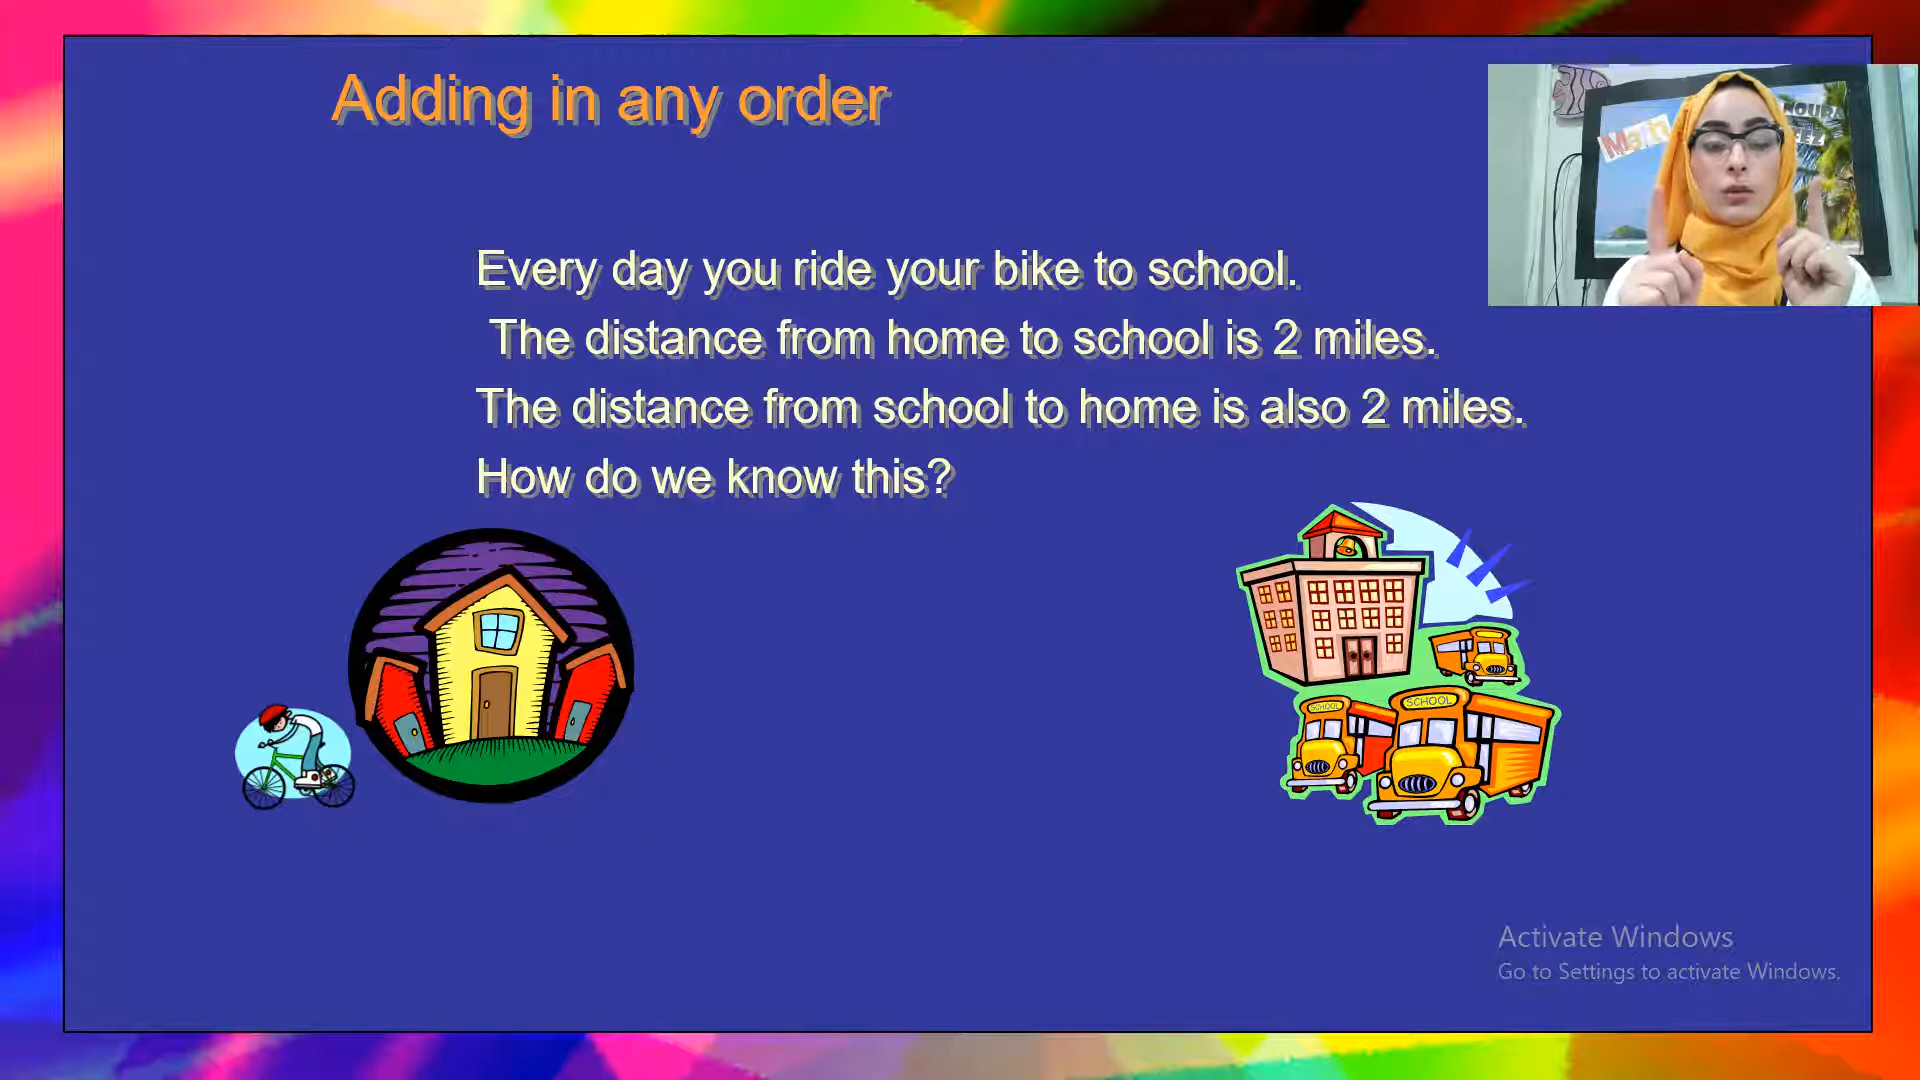 Adding in any order
Every day you ride your bike to school.
The distance from home to school is 2 miles.
The distance from school to home is also 2 miles.
How do we know this?
Math
NOURA
SCHOOL
SCHOOL
Activate Windows
Go to Settings to activate Windows.